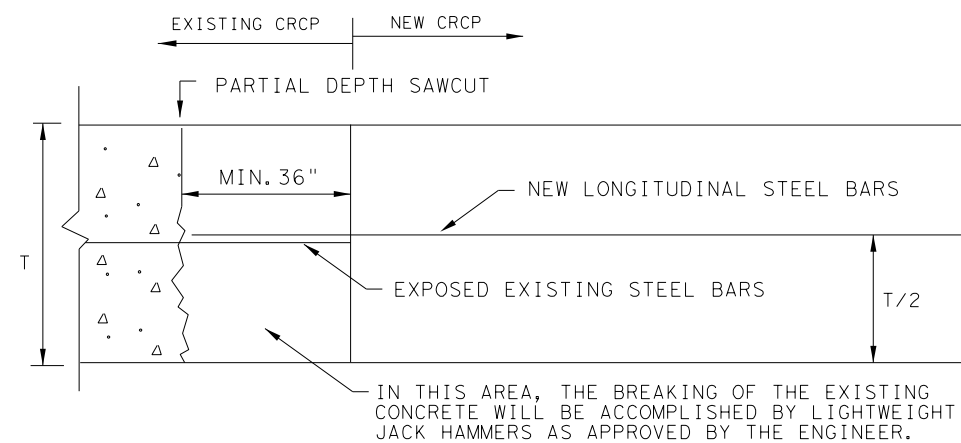 EXISTING CRCP
NEW CRCP
PARTIAL DEPTH SAWCUT
MIN. 36"
NEW LONGITUDINAL STEEL BARS
T
EXPOSED EXISTING STEEL BARS
T/2
IN THIS AREA, THE BREAKING OF THE EXISTING
CONCRETE WILL BE ACCOMPLISHED BY LIGHTWEIGHT
JACK HAMMERS AS APPROVED BY THE ENGINEER.